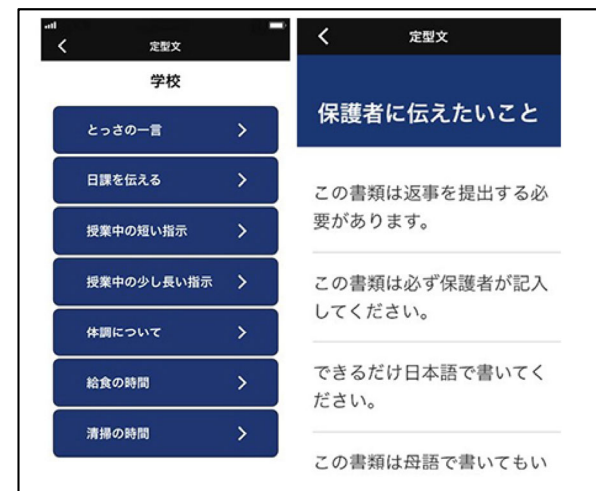 定型文
学校
とっさの一言
日課を伝える
授業中の短い指示
授業中の少し長い指示
体調について
給食の時間
清掃の時間
定型文
保護者に伝えたいこと
この書類は返事を提出する必
要があります。
この書類は必ず保護者が記入
してください。
できるだけ日本語で書いてく
ださい。
この書類は母語で書いてもい